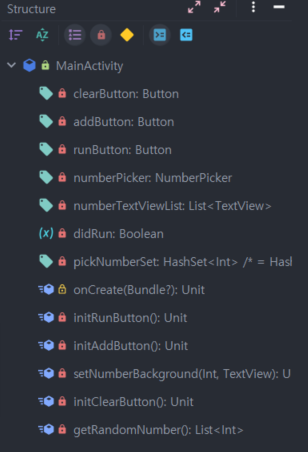 Structure
MainActivity
clearButton: Button
addButton: Button
runButton: Button
numberPicker: NumberPicker
numberTextViewList: List<TextView>
(x) didRun: Boolean
pickNumberSet: HashSet<Int> /* = Hasl
onCreate(Bundle?): Unit
initRunButton(): Unit
initAddButton(): Unit
setNumberBackground(Int, TextView): U
initClearButton(): Unit
getRandomNumber(): List<Int>